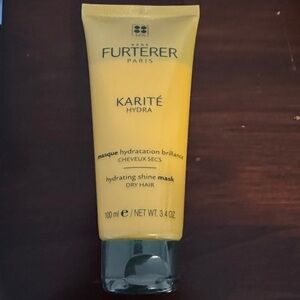 RENE
FURTERER
PARIS
KARITÉ
HYDRA
masque hydratation brillance
CHEVEUX SECS
hydrating shine mask
DRY HAIR
100 ml e / NET WT. 3.4 OZ.